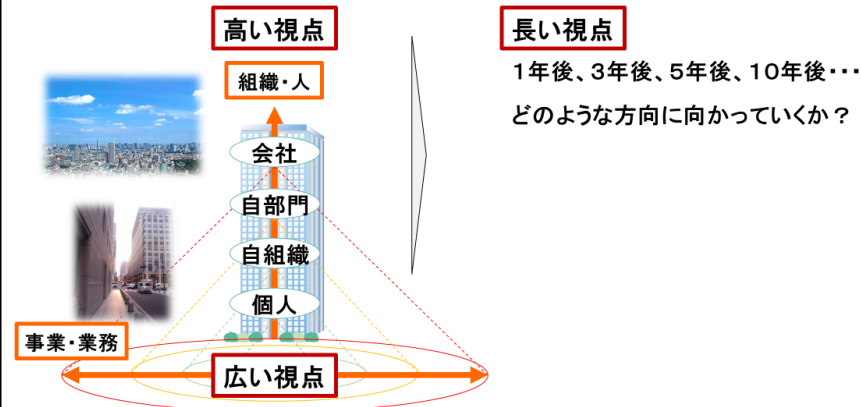 高い視点
長い視点
組織・人
1年後、3年後、5年後、10年後・・・
どのような方向に向かっていくか？
会社
自部門
自組織
個人
事業・業務
広い視点